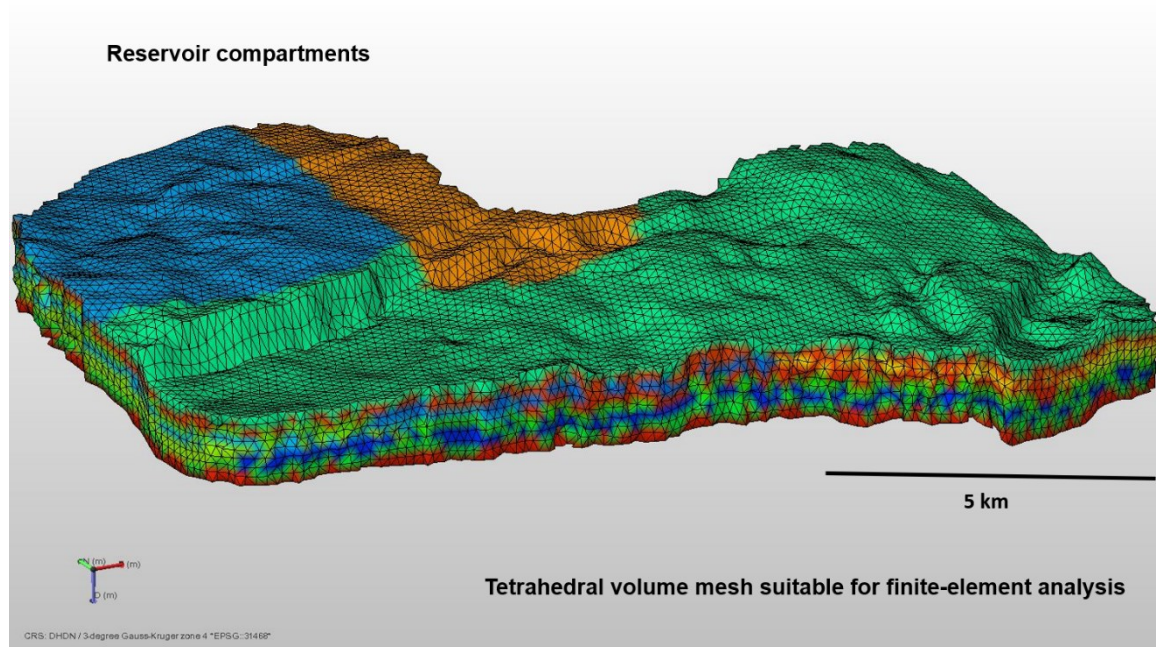 Reservoir compartments
5 km
N (m)
(m)
D (m)
Tetrahedral volume mesh suitable for finite-element analysis
CRS: DHDN / 3-degree Gauss-Kruger zone 4 "EPSG::31468"